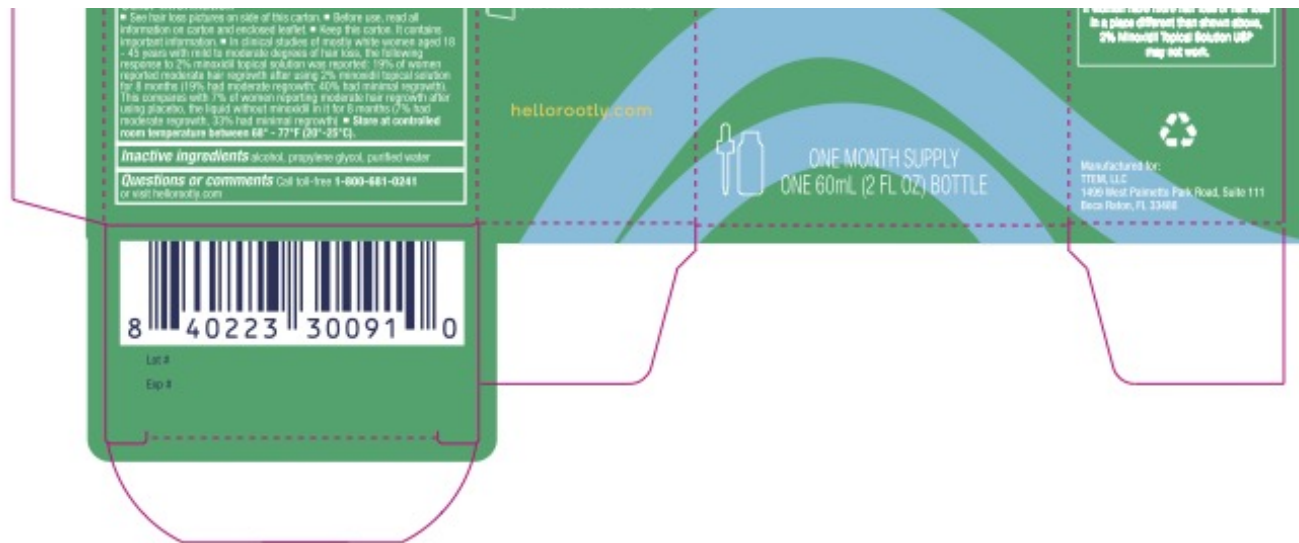 • See hair loss pictures on side of this carton. • Before use, read all
information on carton and enclosed leaflet. • Keep this carton. It contains
important information. • In clinical studies of mostly white women aged 18
- 45 years with mild to moderate degrees of hair loss, the following
response to 2% minoxidil topical solution was reported: 19% of women
reported moderate hair regrowth after using 2% minoxidil topical solution
for 8 months (19% had moderate regrowth; 40% had minimal regrowth).
This compares with 7% of women reporting moderate hair regrowth after
using placebo, the liquid without minoxidil in it for 8 months (7% had
moderate regrowth, 33% had minimal regrowth) • Store at controlled
room temperature between 68° - 77°F (20°-25°C).
Inactive ingredients alcohol, propylene glycol, purified water
Questions or comments Call toll-free 1-800-681-0241
or visit hellorootly.com
8 40223 30091 0
Lot #
Exp #
hellorootly.com
ONE MONTH SUPPLY
ONE 60mL (2 FL OZ) BOTTLE
in a place different than shown above,
2% Minoxidil Topical Solution USP
may not work.
Manufactured for:
TTEM, LLC
1499 West Palmetto Park Road, Suite 111
Boca Raton, FL 33486